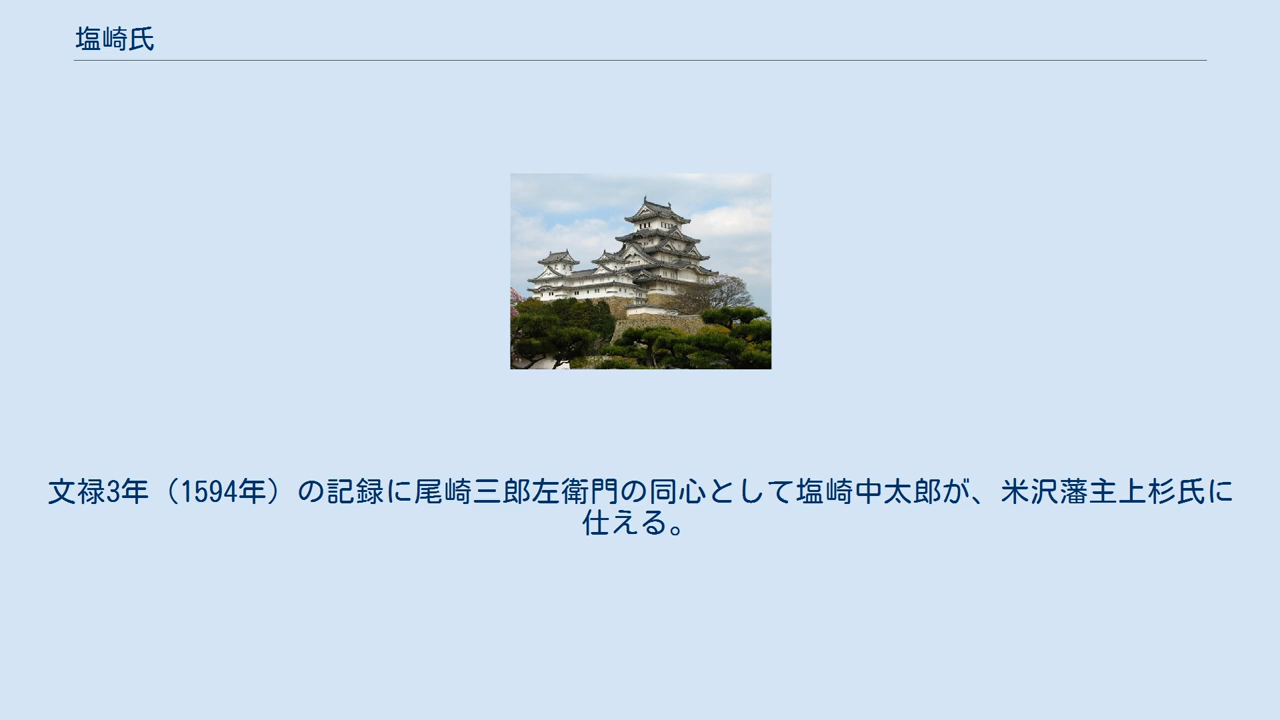 塩崎氏
文禄3年（1594年）の記録に尾崎三郎左衛門の同心として塩崎中太郎が、米沢藩主上杉氏に
仕える。